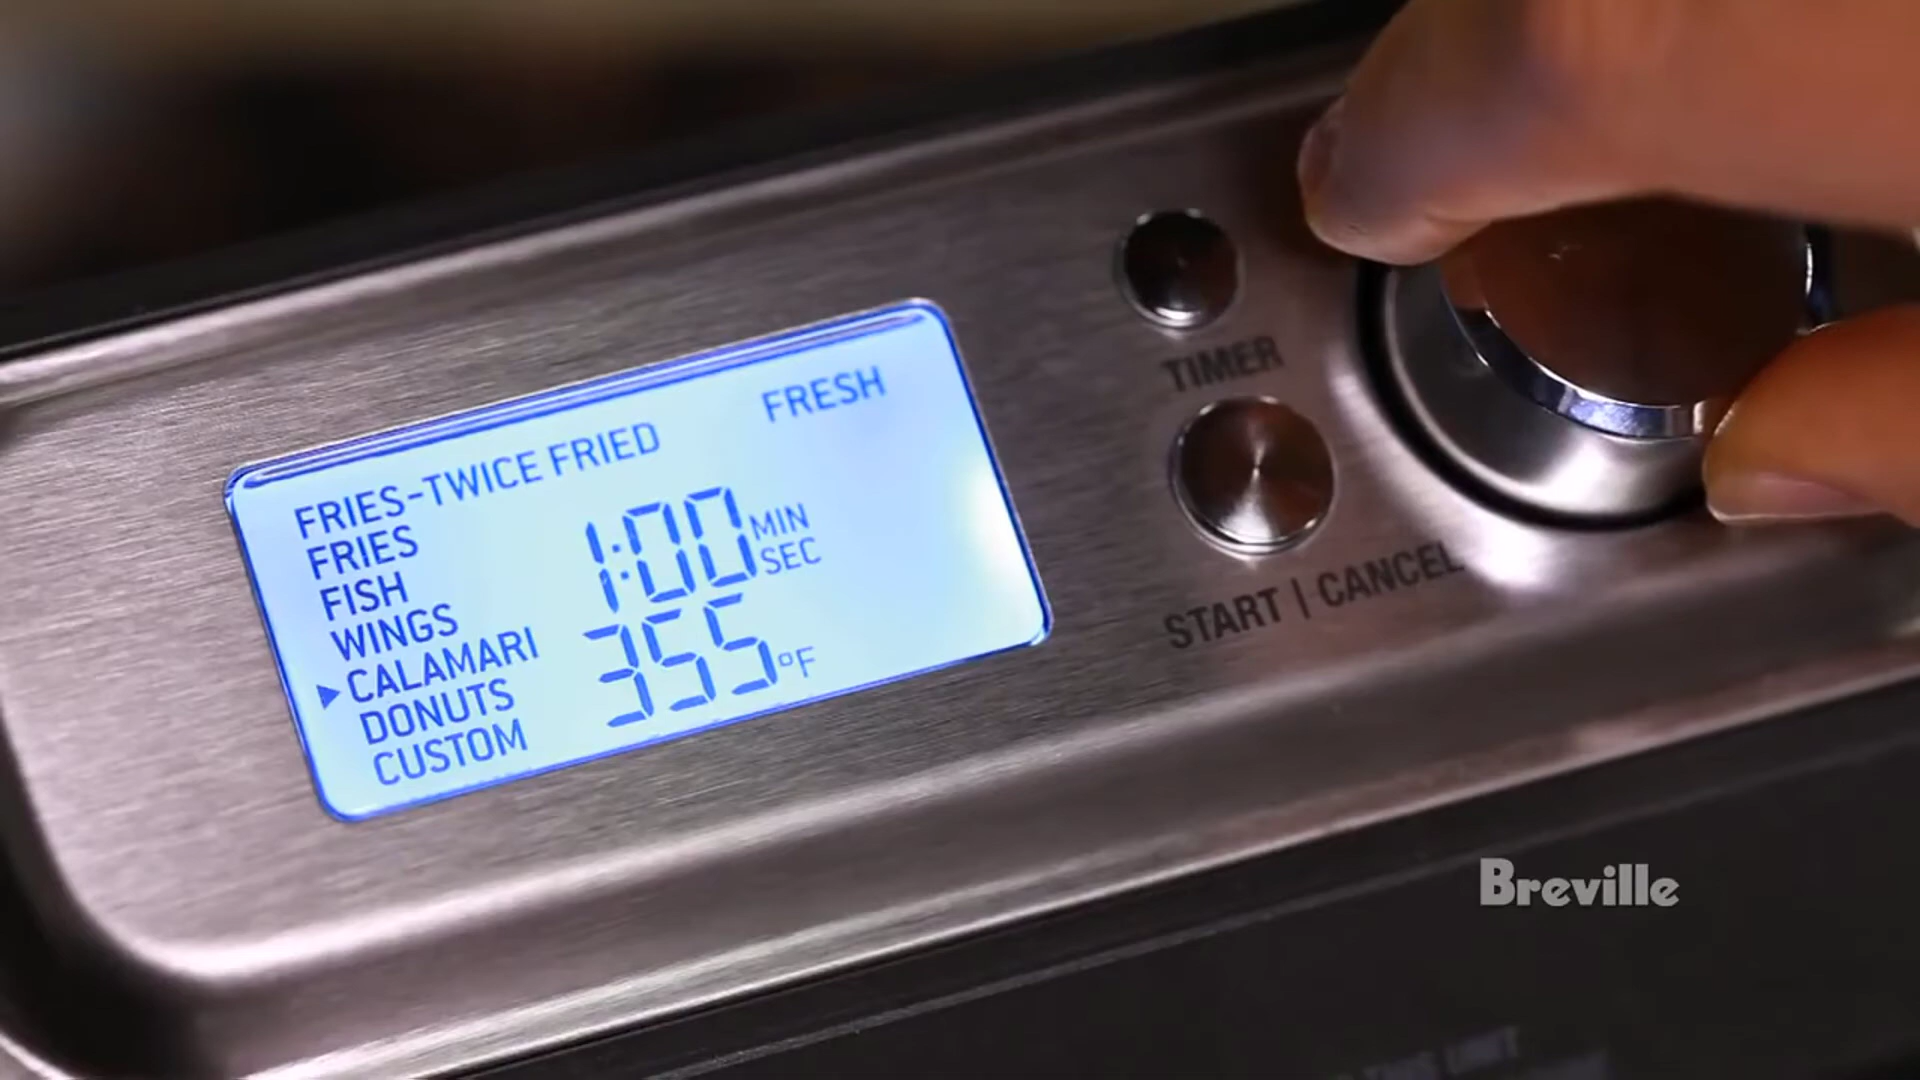 FRESH
FRIES-TWICE FRIED
FRIES
FISH
WINGS
CALAMARI
DONUTS
CUSTOM
1:00 MIN SEC
355°F
TIMER
START | CANCEL
Breville